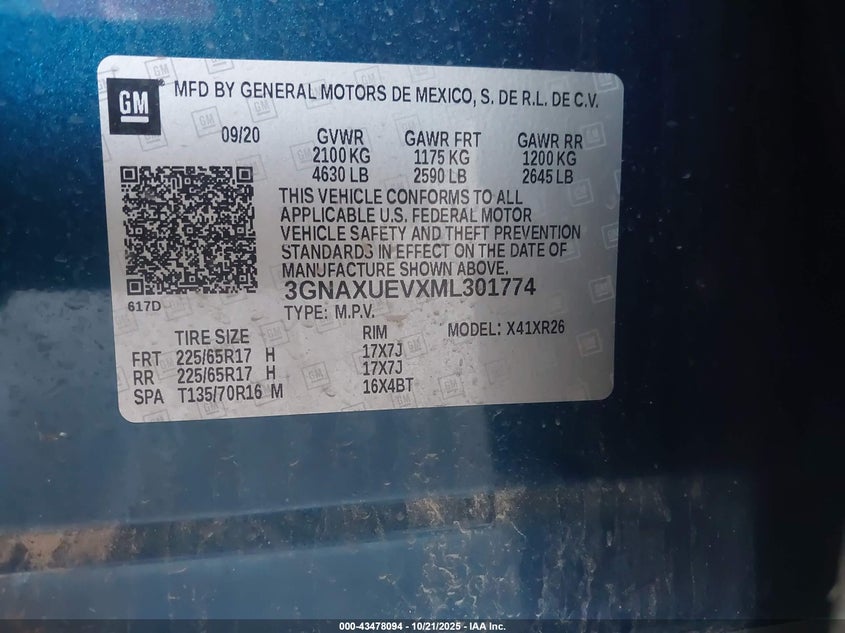 GM
MFD BY GENERAL MOTORS DE MEXICO, S. DE R.L. DE C.V.
09/20 GVWR GAWR FRT GAWR RR
2100 KG 1175 KG 1200 KG
4630 LB 2590 LB 2645 LB
THIS VEHICLE CONFORMS TO ALL
APPLICABLE U.S. FEDERAL MOTOR
VEHICLE SAFETY AND THEFT PREVENTION
STANDARDS IN EFFECT ON THE DATE OF
MANUFACTURE SHOWN ABOVE.
617D
3GNAXUEVXML301774
TYPE: M.P.V.
TIRE SIZE RIM MODEL: X41XR26
FRT 225/65R17 H 17X7J
RR 225/65R17 H 17X7J
SPA T135/70R16 M 16X4BT
000-43478094 - 10/21/2025 - IAA Inc.